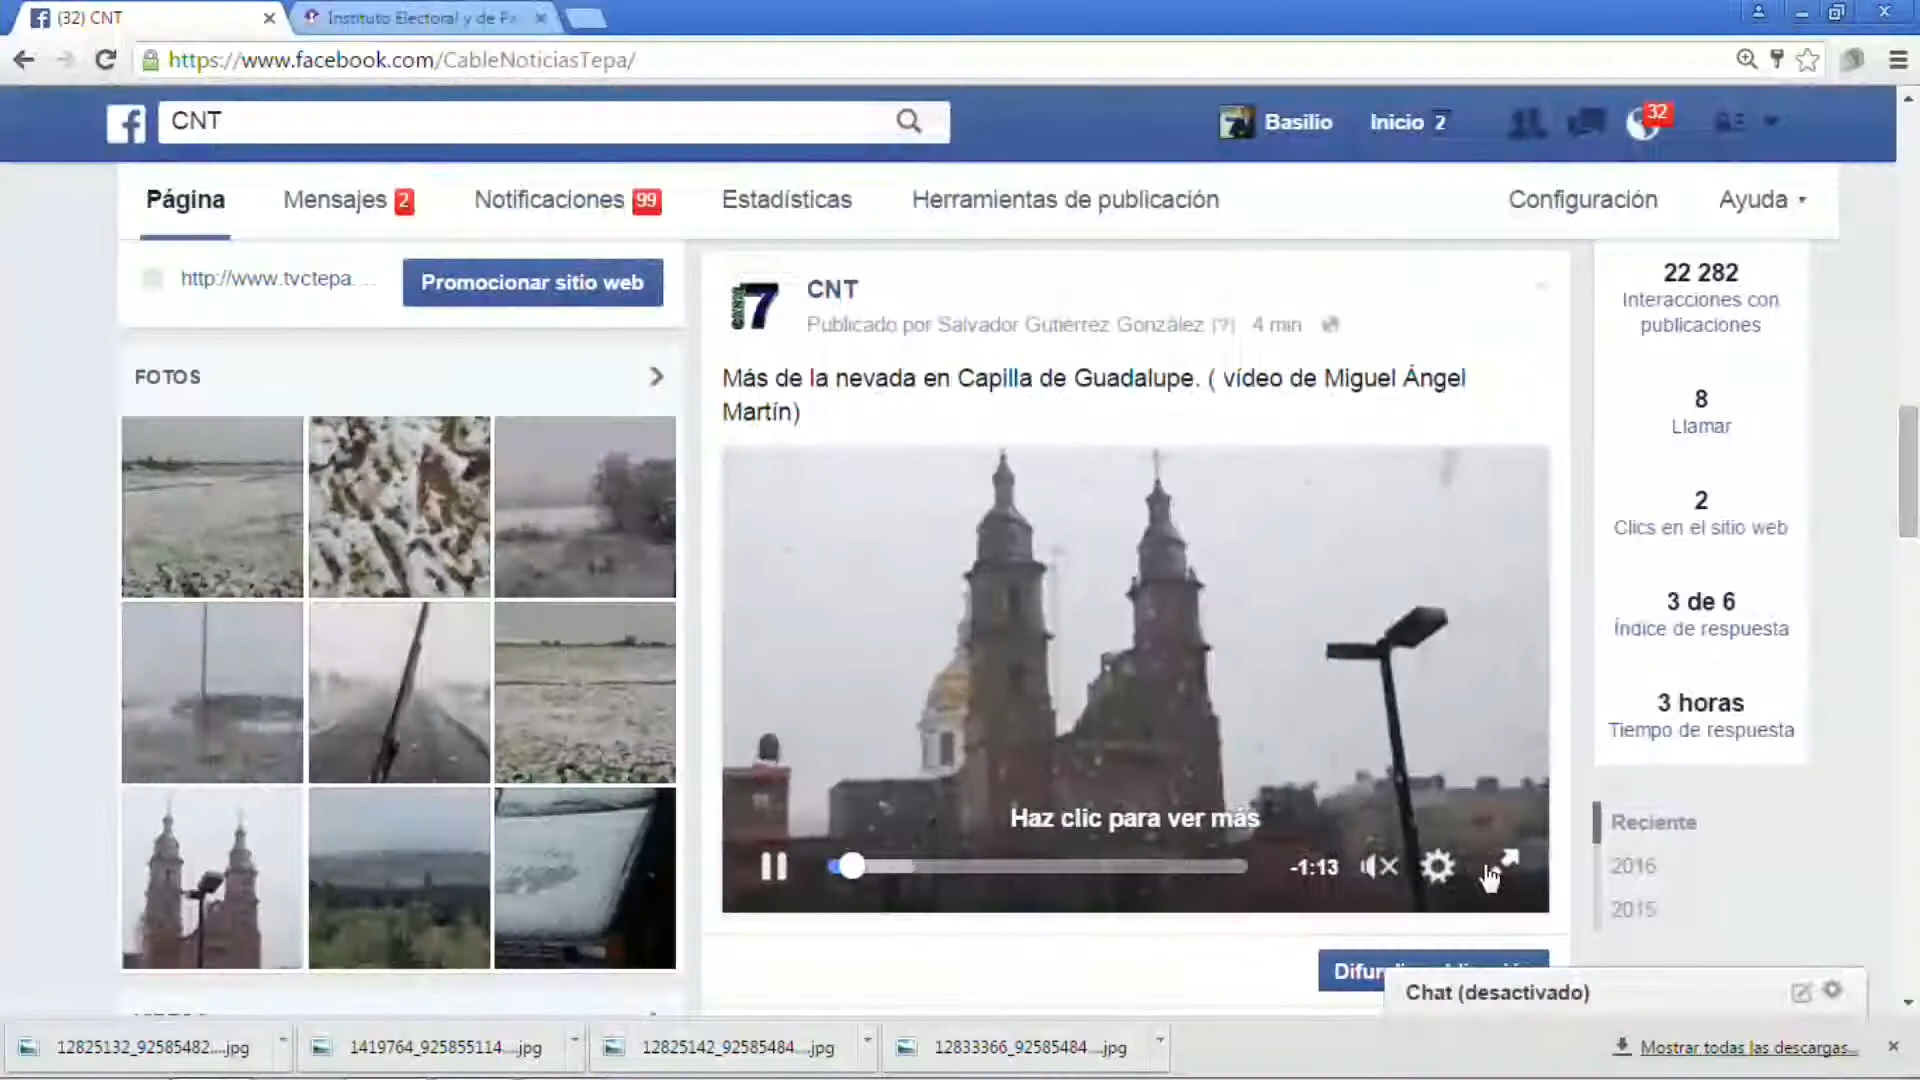 (32) CNT
Instituto Electoral y de Pa
https://www.facebook.com/CableNoticiasTepa/
CNT
Basilio
Inicio 2
32
Página
Mensajes 2
Notificaciones 99
Estadísticas
Herramientas de publicación
Configuración
Ayuda
http://www.tvctepa....
Promocionar sitio web
FOTOS
7
CNT
Publicado por Salvador Gutiérrez González [?] 4 min
Más de la nevada en Capilla de Guadalupe. ( vídeo de Miguel Ángel
Martín)
Haz clic para ver más
-1:13
22 282
Interacciones con
publicaciones
8
Llamar
2
Clics en el sitio web
3 de 6
Índice de respuesta
3 horas
Tiempo de respuesta
Reciente
2016
2015
Chat (desactivado)
12825132_92585482....jpg
1419764_925855114....jpg
12825142_92585484....jpg
12833366_92585484....jpg
Mostrar todas las descargas...